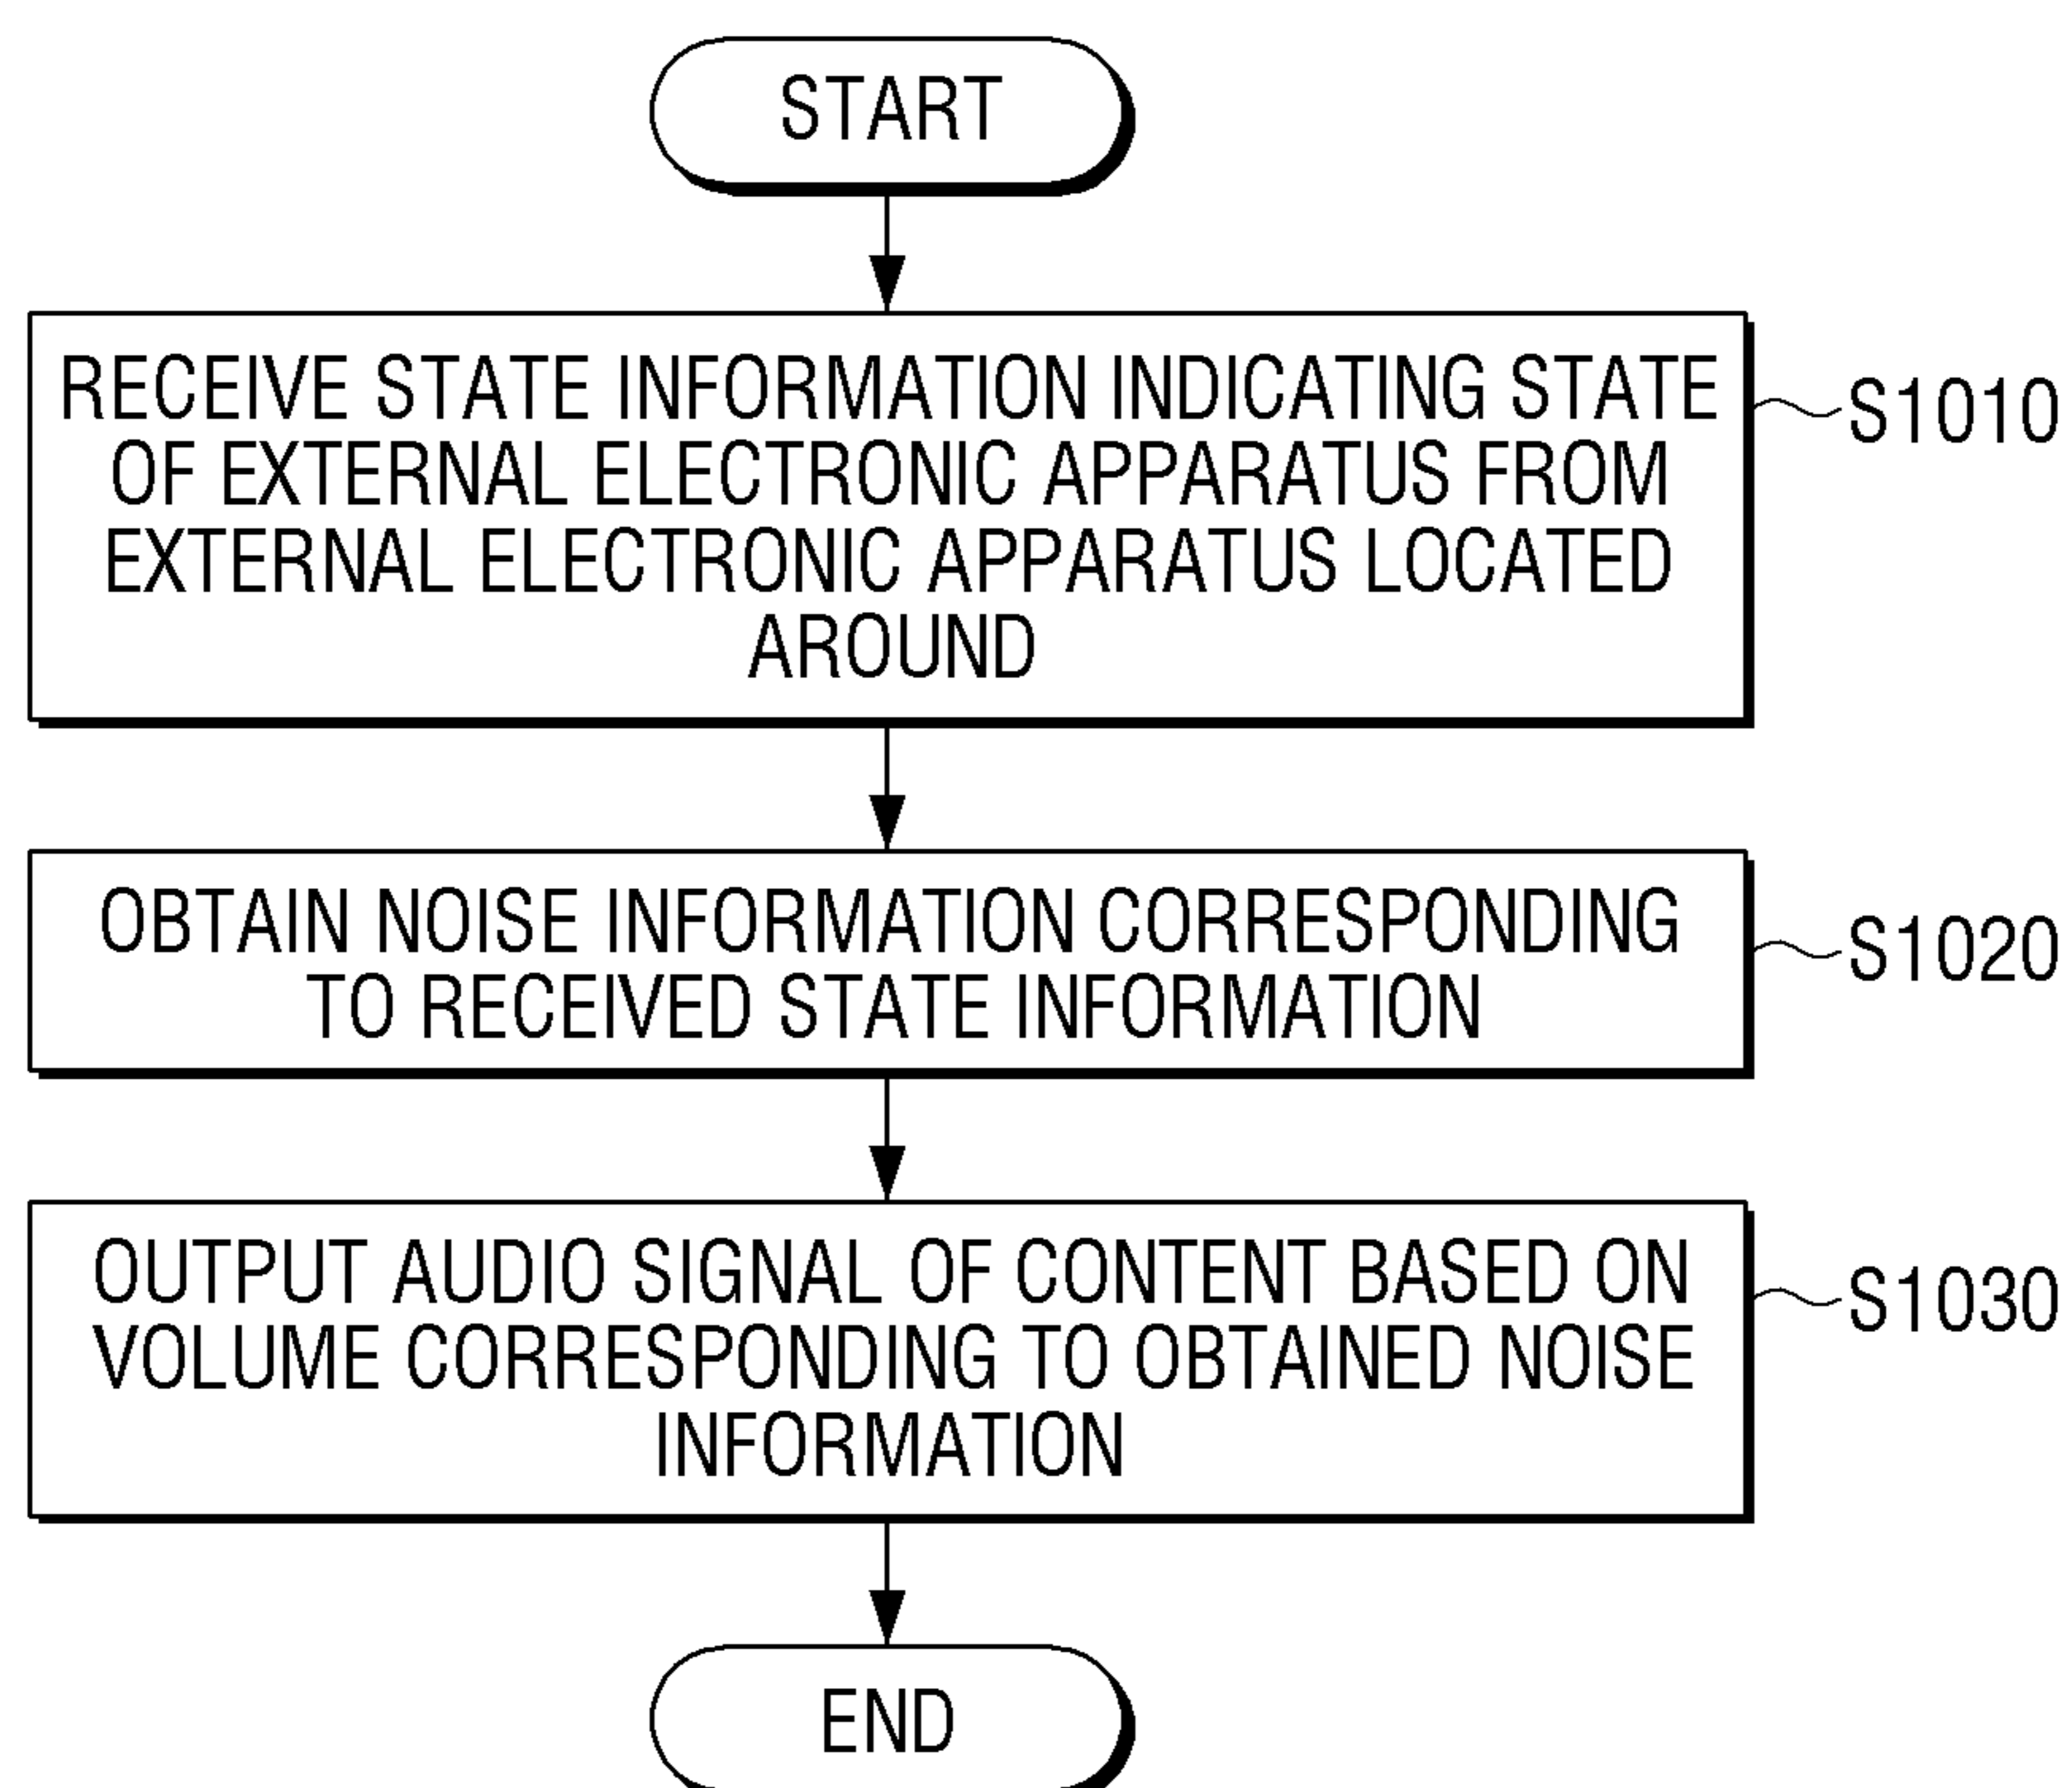 START
RECEIVE STATE INFORMATION INDICATING STATE
OF EXTERNAL ELECTRONIC APPARATUS FROM
EXTERNAL ELECTRONIC APPARATUS LOCATED
AROUND
S1010
OBTAIN NOISE INFORMATION CORRESPONDING
TO RECEIVED STATE INFORMATION
S1020
OUTPUT AUDIO SIGNAL OF CONTENT BASED ON
VOLUME CORRESPONDING TO OBTAINED NOISE
INFORMATION
S1030
END